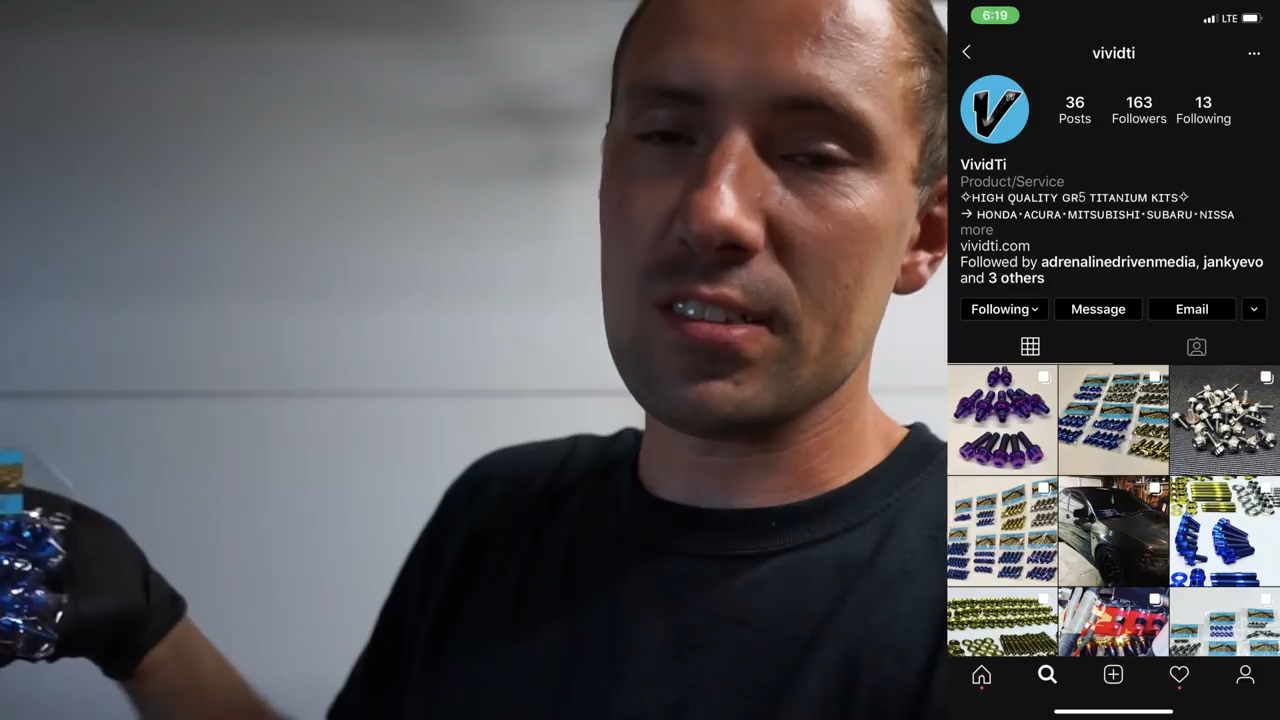 6:19
LTE
vividti
36
Posts
163
Followers
13
Following
VividTi
Product/Service
✧HIGH QUALITY GR5 TITANIUM KITS✧
→ HONDA•ACURA•MITSUBISHI•SUBARU•NISSA
more
vividti.com
Followed by adrenalinedrivenmedia, jankyevo
and 3 others
Following
Message
Email